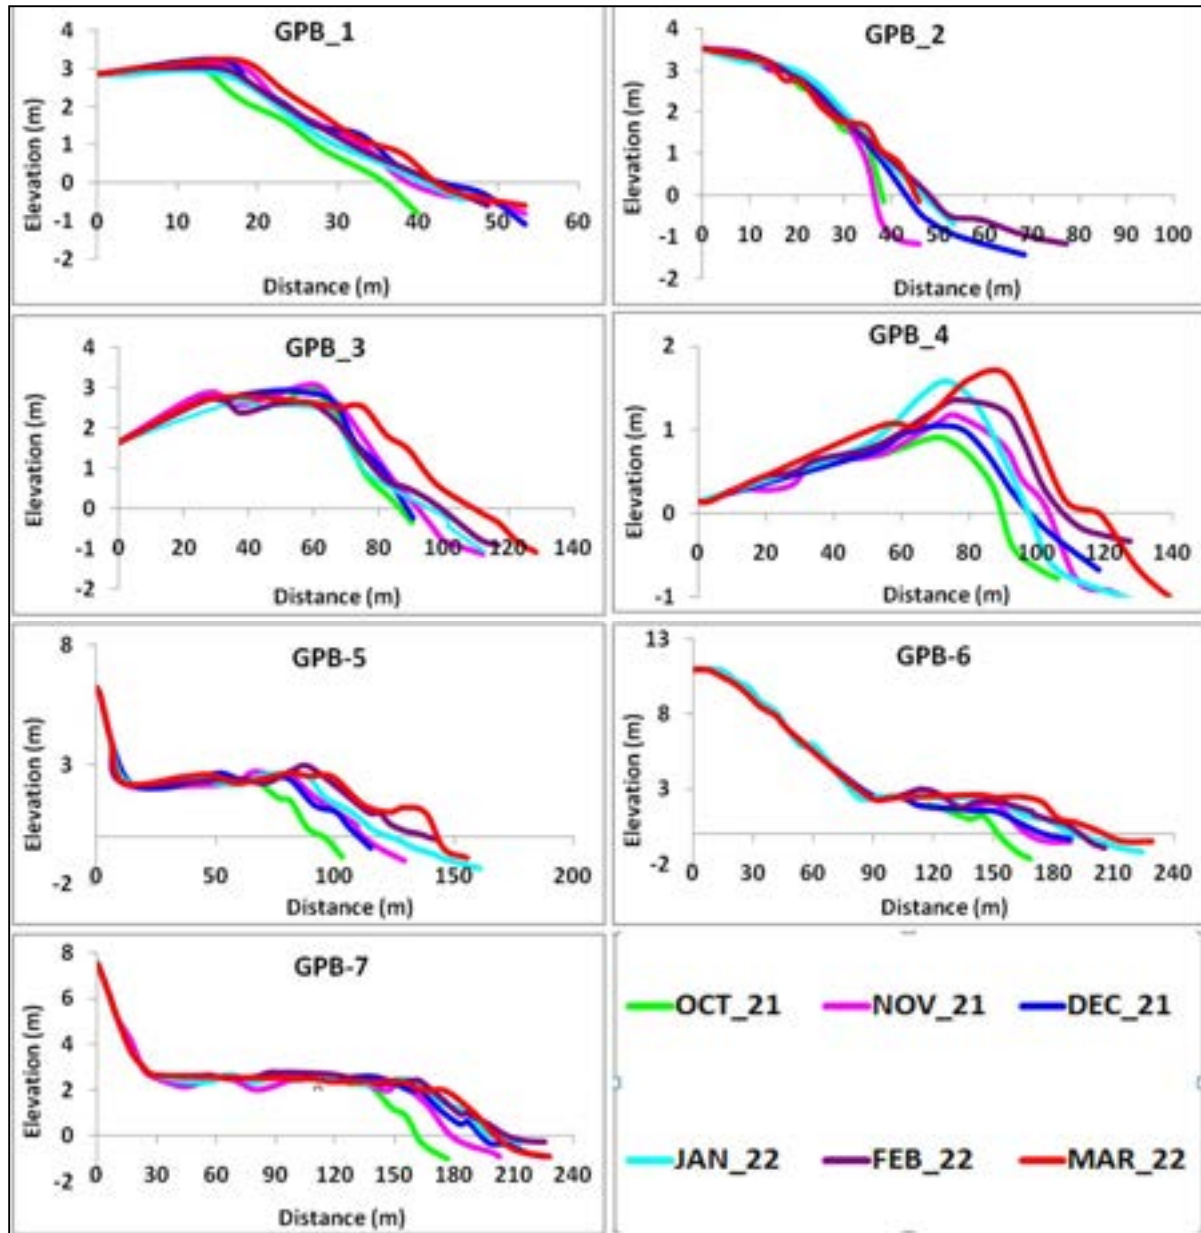 GPB_1
Elevation (m)
4
3
2
1
0
-1
-2
0 10 20 30 40 50 60
Distance (m)
GPB_2
Elevation (m)
4
3
2
1
0
-1
-2
0 10 20 30 40 50 60 70 80 90 100
Distance (m)
GPB_3
Elevation (m)
4
3
2
1
0
-1
-2
0 20 40 60 80 100 120 140
Distance (m)
GPB_4
Elevation (m)
2
1
0
-1
0 20 40 60 80 100 120 140
Distance (m)
GPB-5
Elevation (m)
8
3
-2
0 50 100 150 200
Distance (m)
GPB-6
Elevation (m)
13
8
3
-2
0 30 60 90 120 150 180 210 240
Distance (m)
GPB-7
Elevation (m)
8
6
4
2
0
-2
0 30 60 90 120 150 180 210 240
Distance (m)
OCT_21 NOV_21 DEC_21
JAN_22 FEB_22 MAR_22